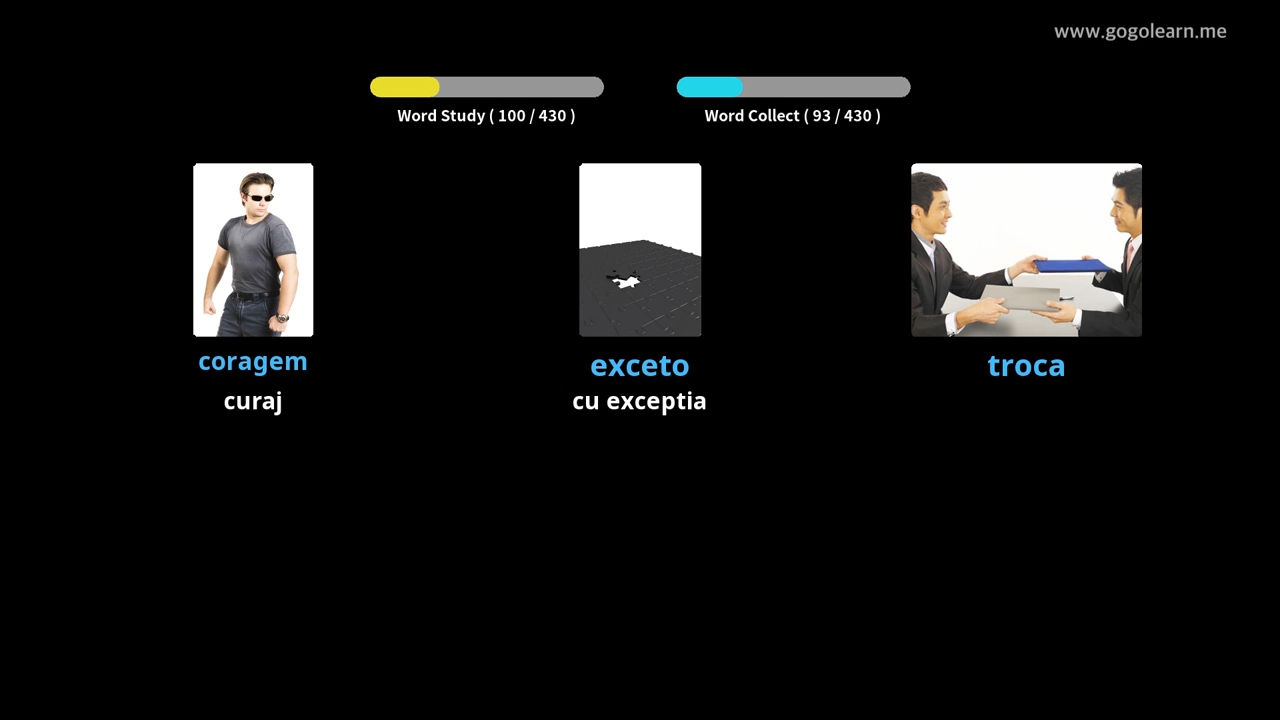 www.gogolearn.me
Word Study ( 100 / 430 )
Word Collect ( 93 / 430 )
coragem
curaj
exceto
cu exceptia
troca